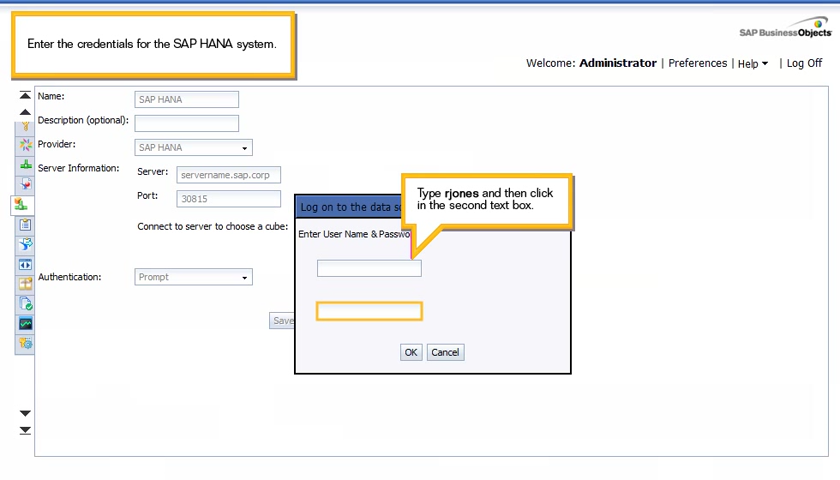 Enter the credentials for the SAP HANA system.
SAP BusinessObjects
Welcome: Administrator | Preferences | Help | Log Off
Name: SAP HANA
Description (optional):
Provider: SAP HANA
Server Information: Server: servername.sap.corp
Port: 30815
Connect to server to choose a cube:
Authentication: Prompt
Save
Log on to the data
Enter User Name &
Type rjones and then click
in the second text box.
OK Cancel